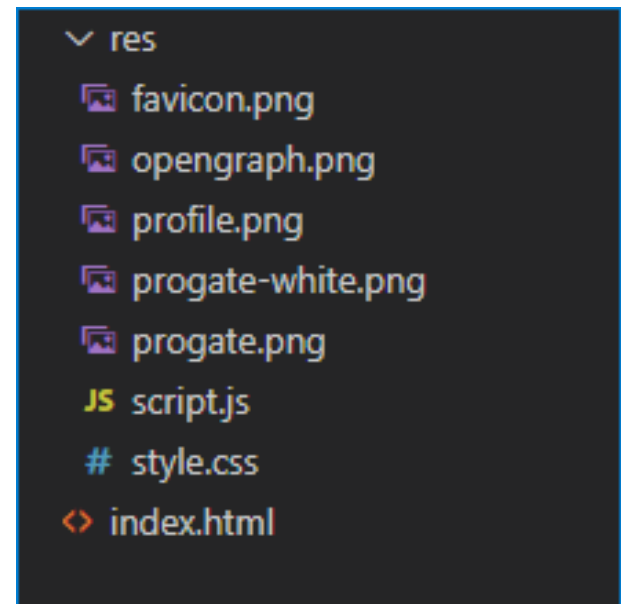 res
favicon.png
opengraph.png
profile.png
progate-white.png
progate.png
JS script.js
# style.css
<> index.html